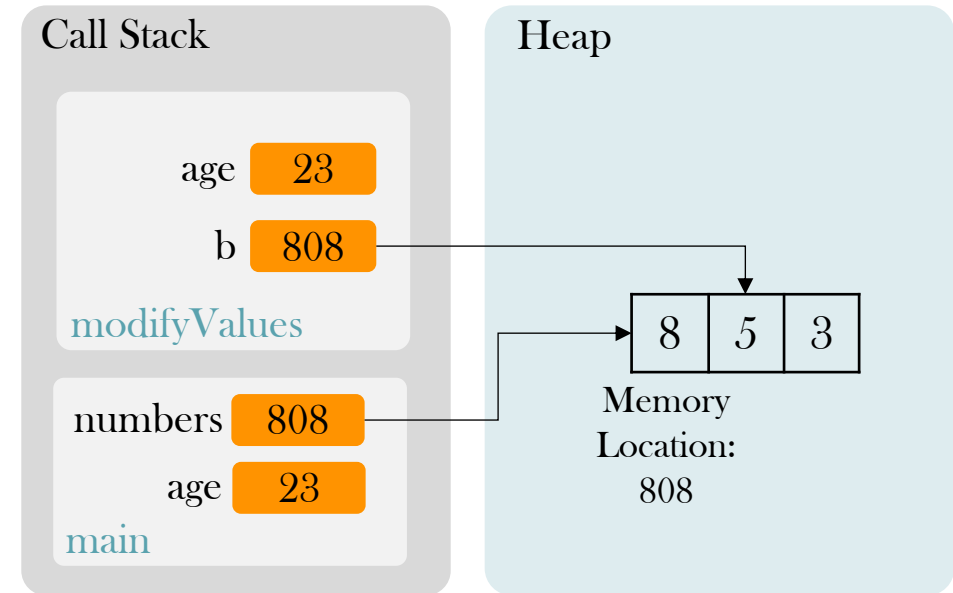 Call Stack
age 23
b 808
modifyValues
numbers 808
age 23
main
Heap
8 5 3
Memory
Location:
808